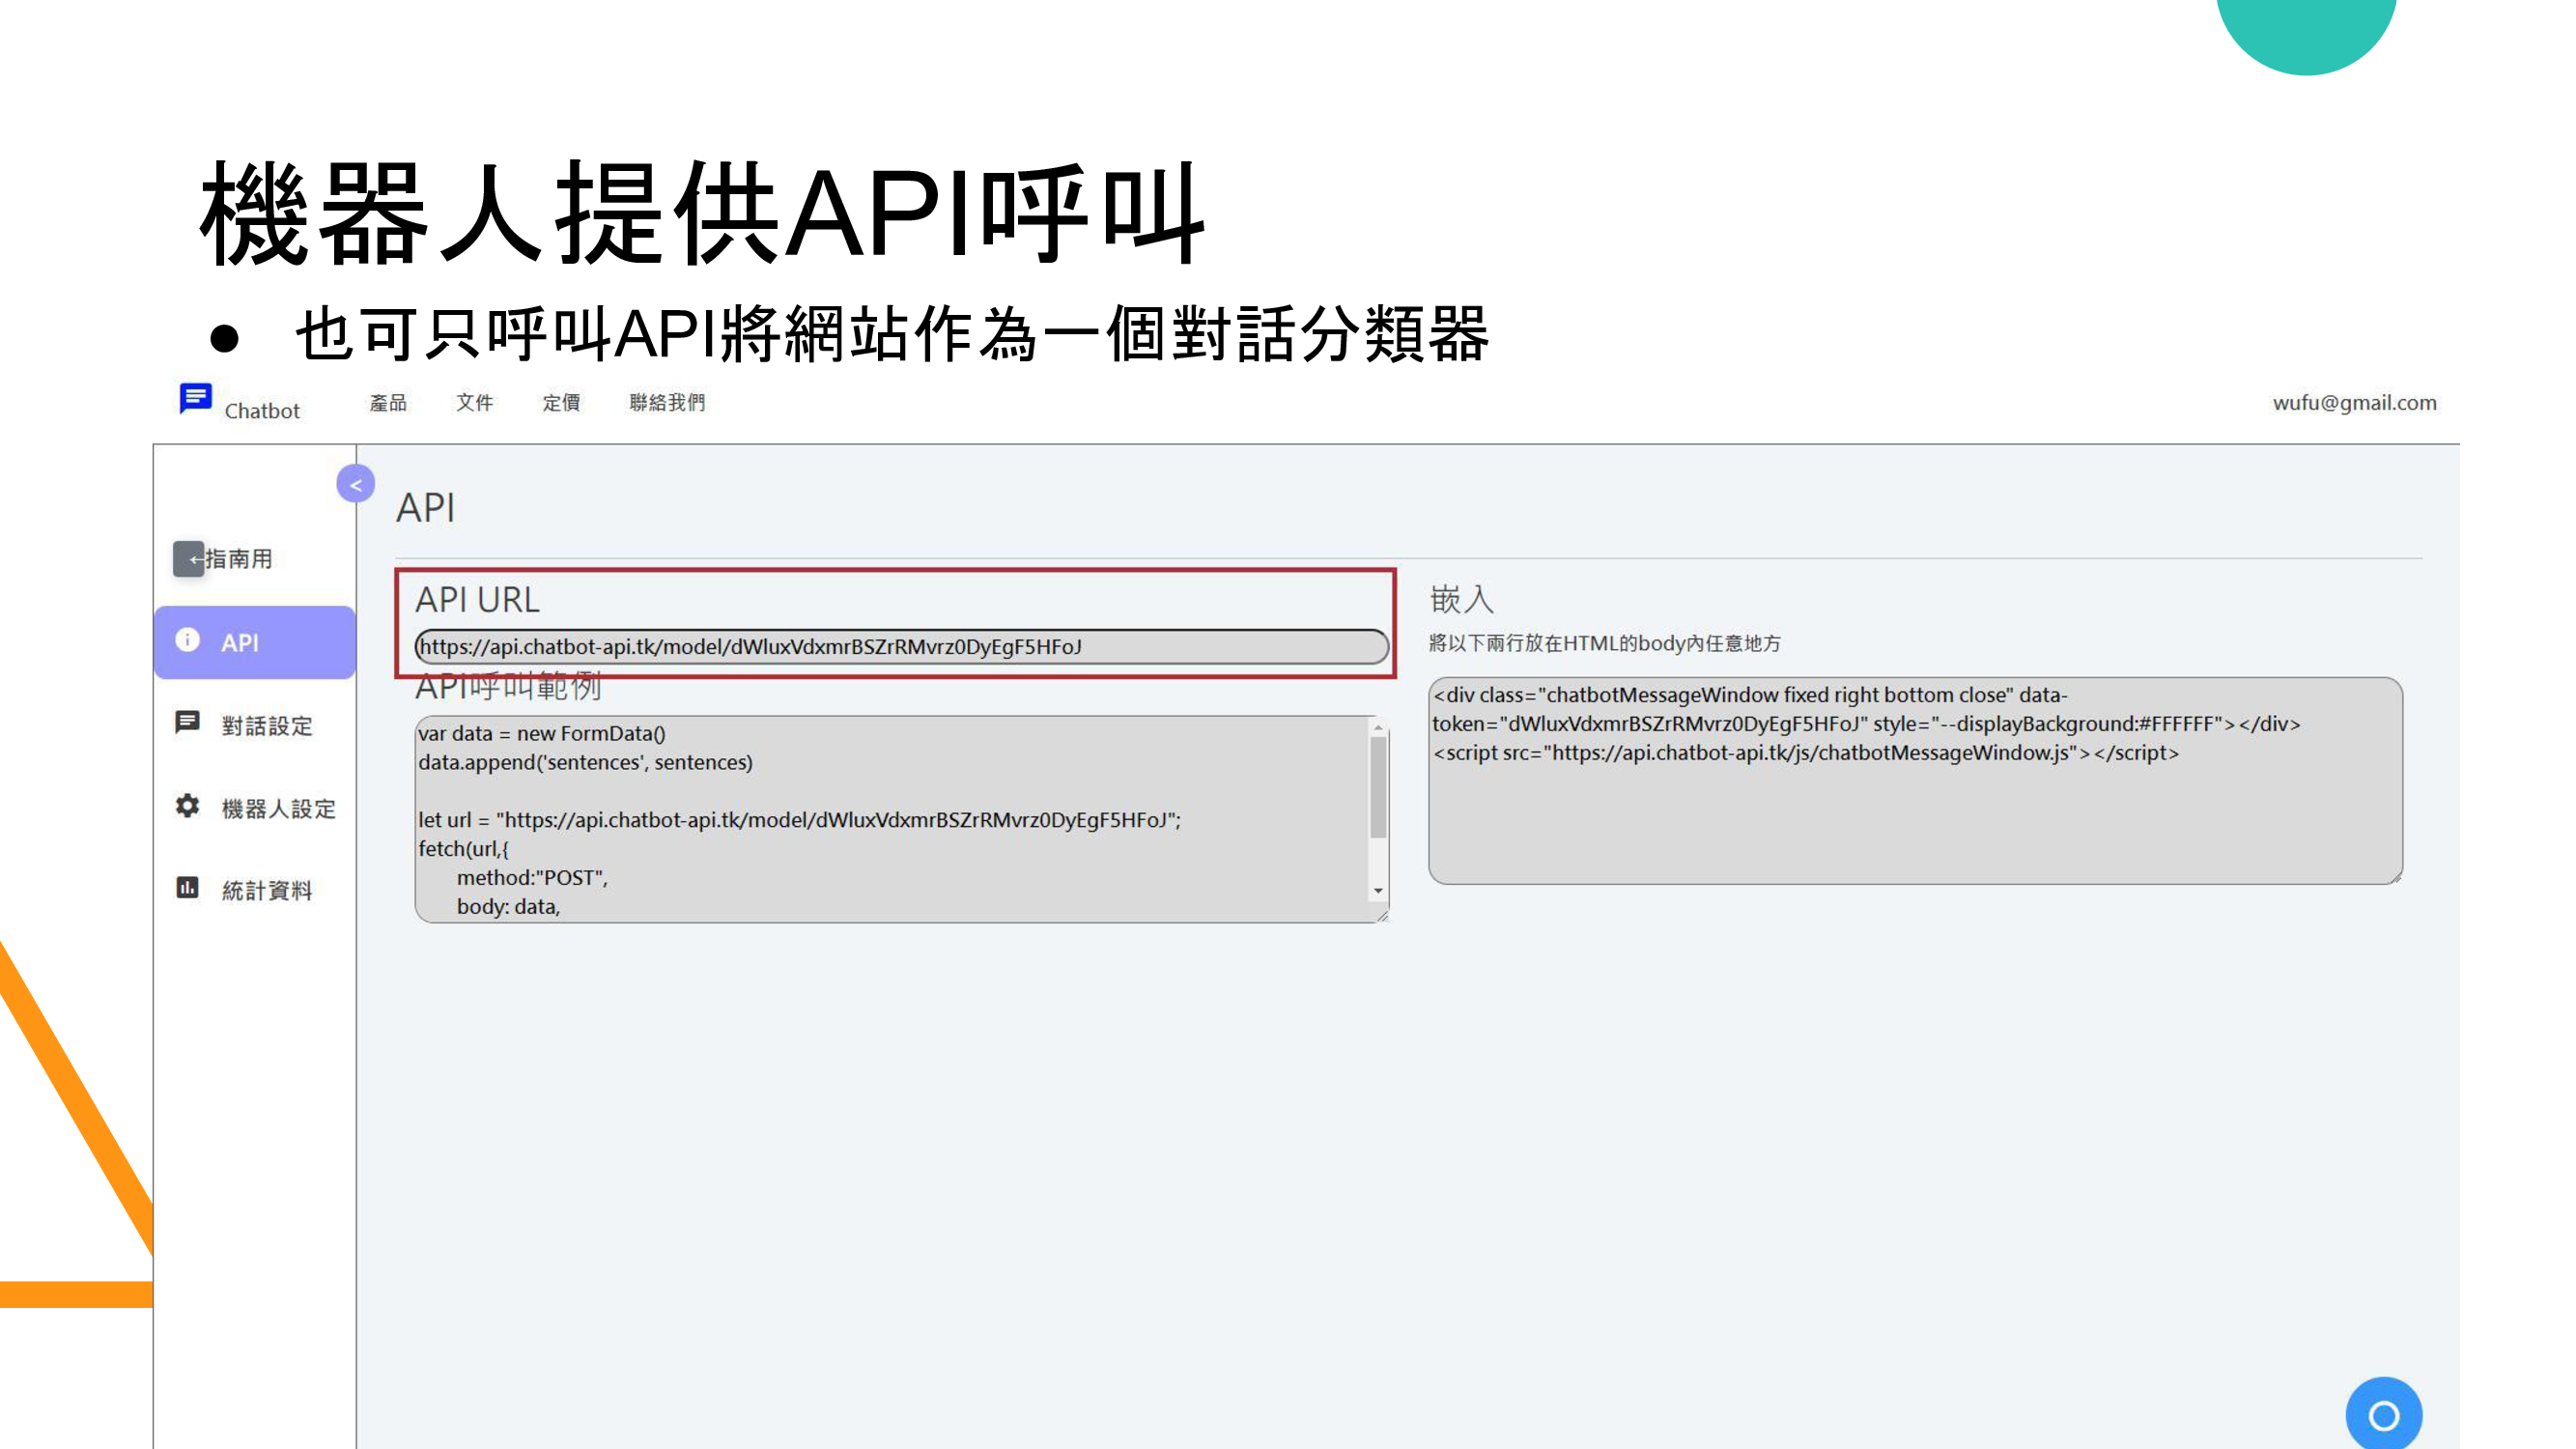 機器人提供API呼叫
● 也可只呼叫API將網站作為一個對話分類器
Chatbot 產品 文件 定價 聯絡我們 wufu@gmail.com
<
←指南用
API
對話設定
機器人設定
統計資料
API
API URL
https://api.chatbot-api.tk/model/dWluxVdxmrBSZrRMvrz0DyEgF5HFoJ
API呼叫範例
var data = new FormData()
data.append('sentences', sentences)
let url = "https://api.chatbot-api.tk/model/dWluxVdxmrBSZrRMvrz0DyEgF5HFoJ";
fetch(url,{
method:"POST",
body: data,
嵌入
將以下兩行放在HTML的body內任意地方
<div class="chatbotMessageWindow fixed right bottom close" data-
token="dWluxVdxmrBSZrRMvrz0DyEgF5HFoJ" style="--displayBackground:#FFFFFF"></div>
<script src="https://api.chatbot-api.tk/js/chatbotMessageWindow.js"></script>